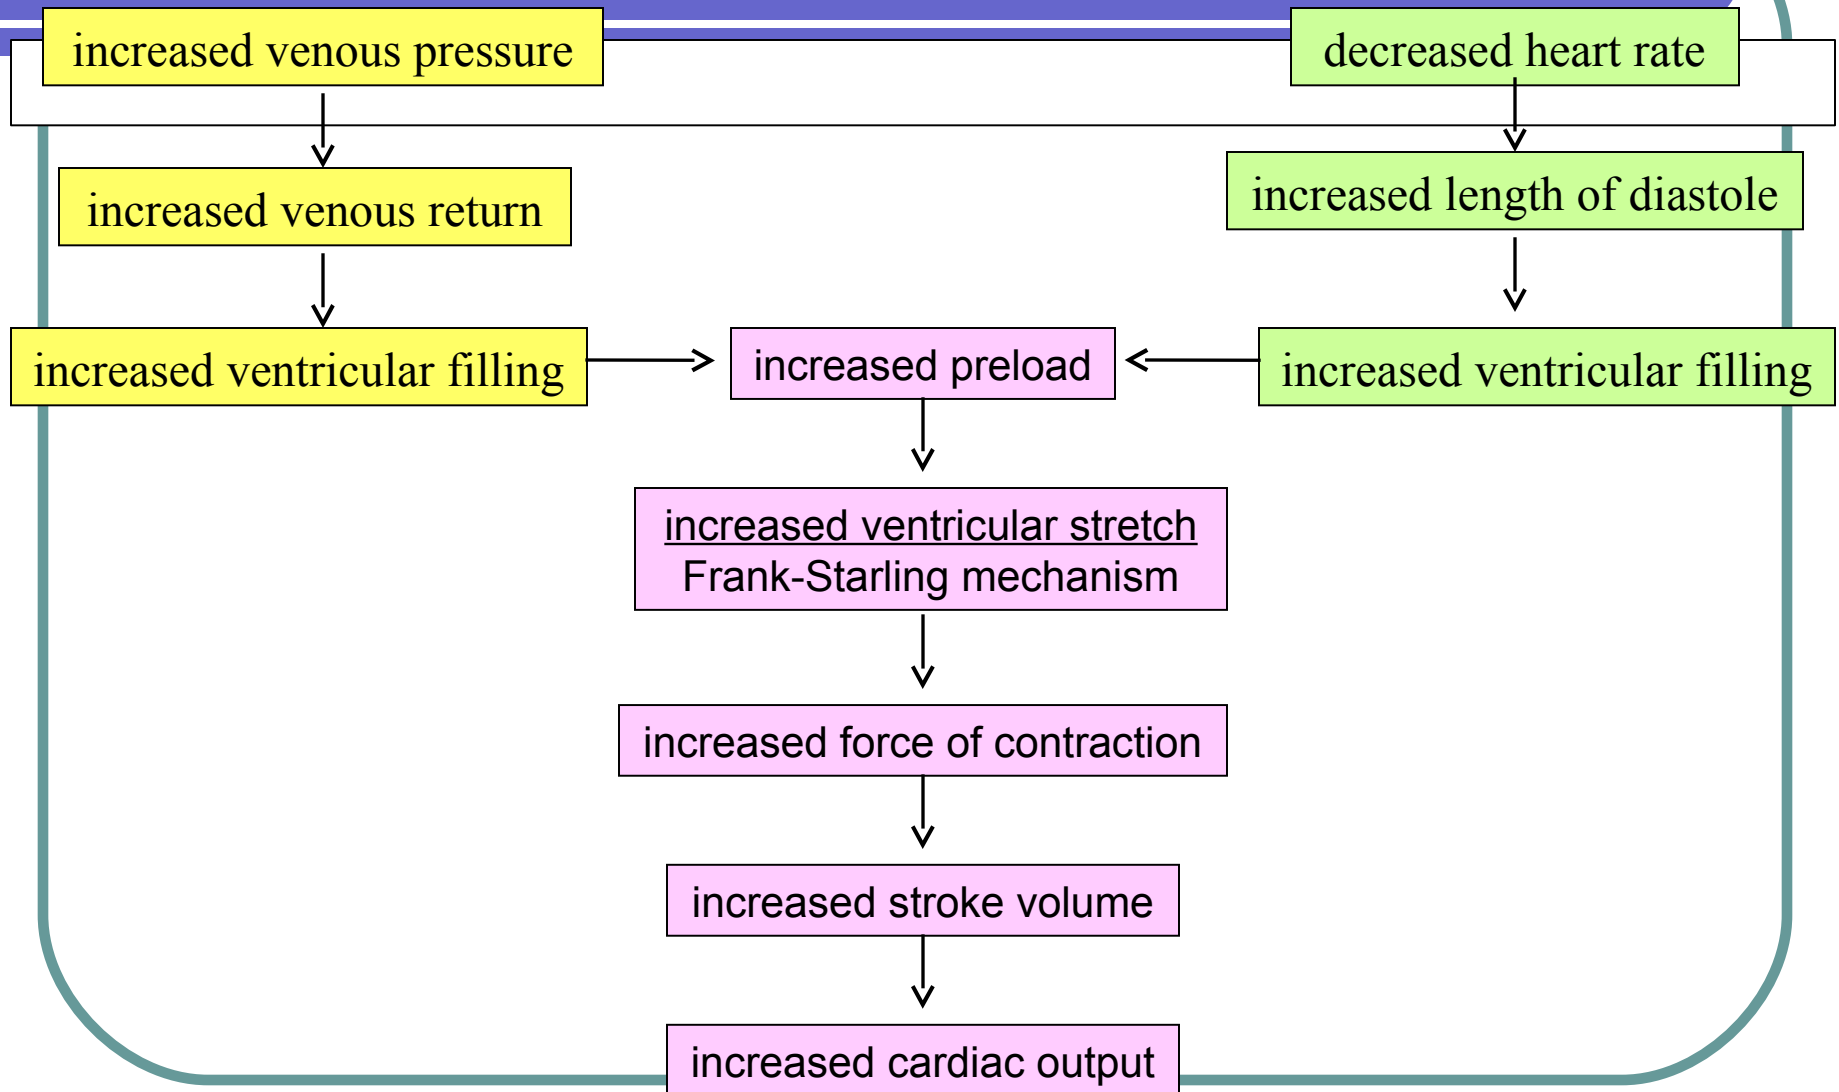 increased venous pressure
decreased heart rate
increased venous return
increased length of diastole
increased ventricular filling
increased preload
increased ventricular filling
increased ventricular stretch
Frank-Starling mechanism
increased force of contraction
increased stroke volume
increased cardiac output